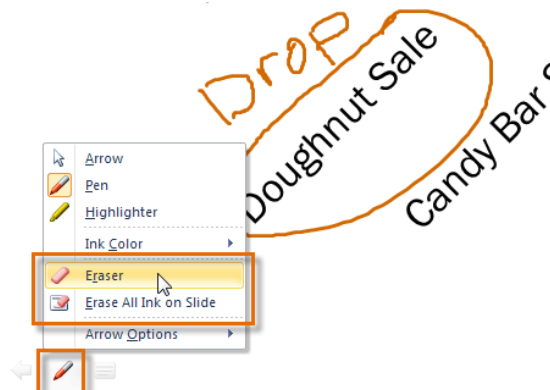 Drop
Doughnut Sale
Candy Bar
Arrow
Pen
Highlighter
Ink Color
Eraser
Erase All Ink on Slide
Arrow Options